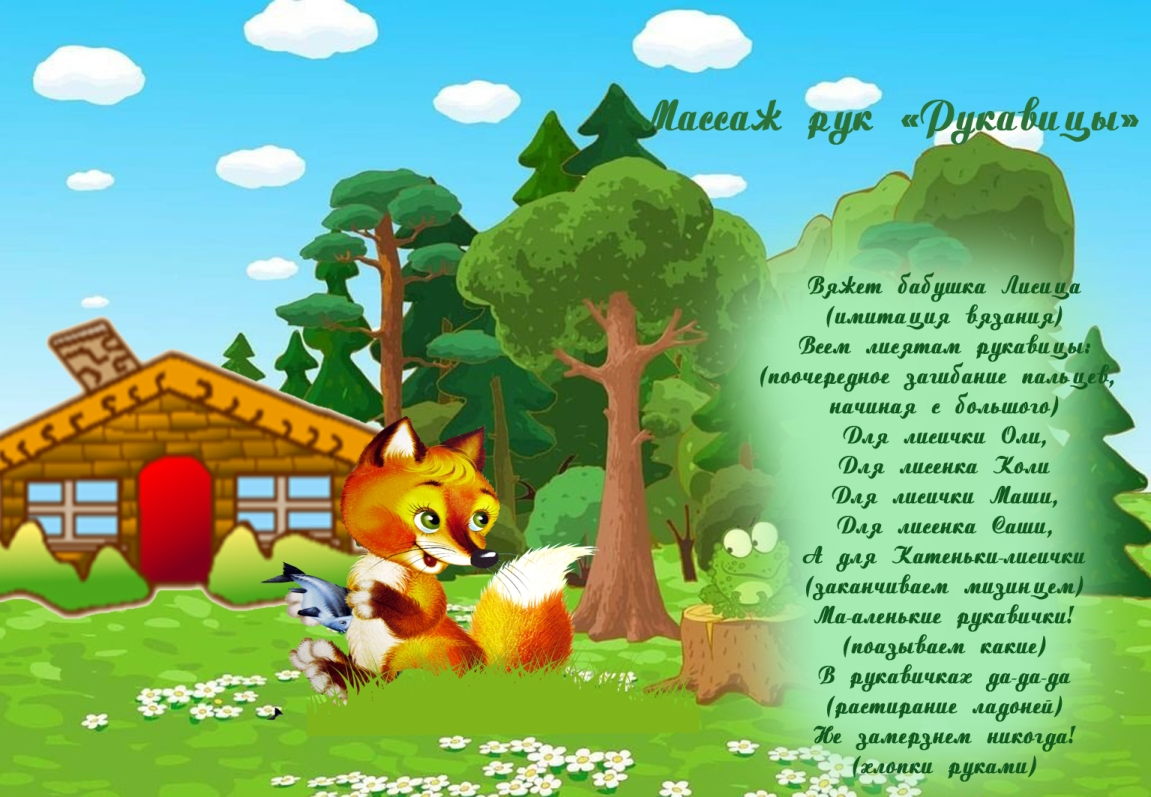 Массаж рук «Рукавицы»
Вяжет бабушка Лисица
(имитация вязания)
Всем лисятам рукавицы:
(поочередное загибание пальцев,
начиная с большого)
Для лисички Оли,
Для лисенка Коли
Для лисички Маши,
Для лисенка Саши,
А для Катеньки-лисички
(заканчиваем мизинцем)
Ма-аленькие рукавички!
(поазываем какие)
В рукавичках да-да-да
(растирание ладоней)
Не замерзнем никогда!
(хлопки руками)